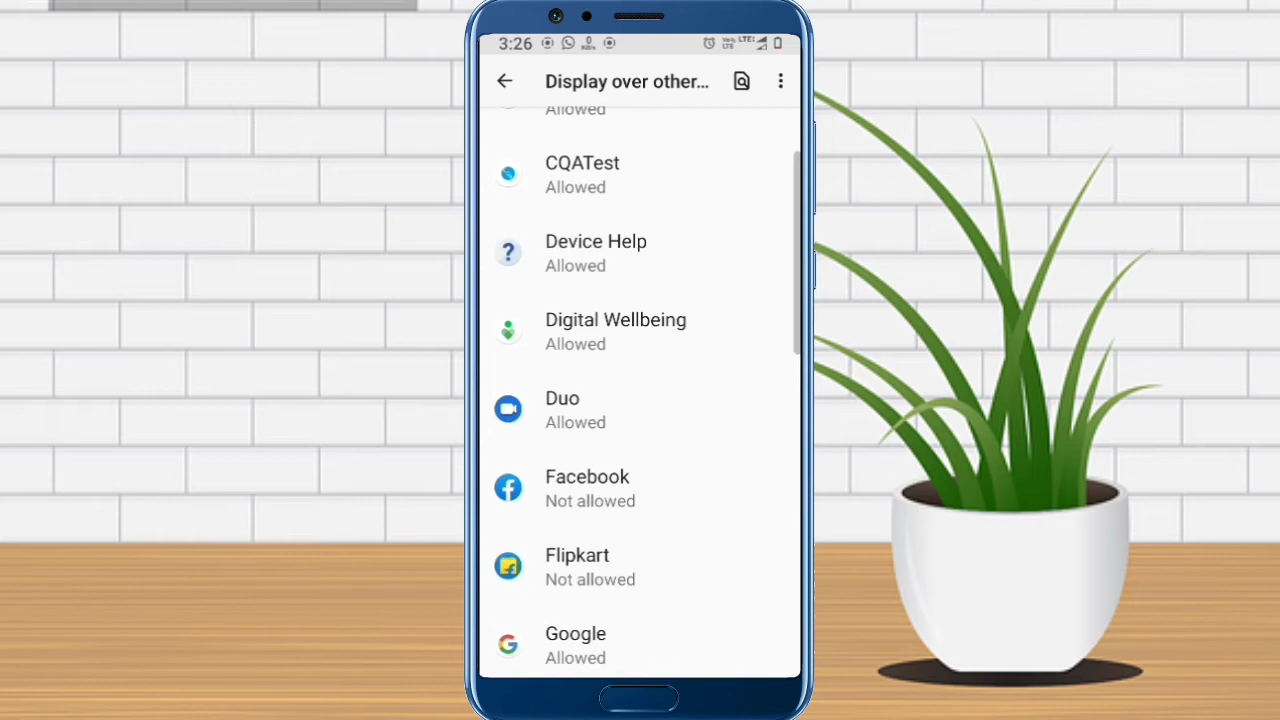 3:26
Display over other...
Allowed
CQATest
Allowed
Device Help
Allowed
Digital Wellbeing
Allowed
Duo
Allowed
Facebook
Not allowed
Flipkart
Not allowed
Google
Allowed